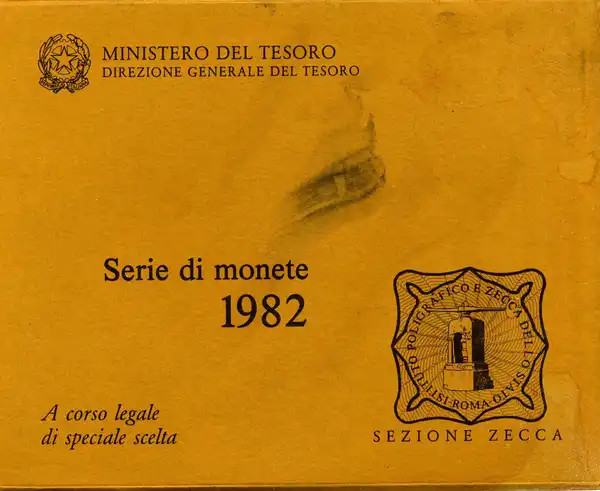 MINISTERO DEL TESORO
DIREZIONE GENERALE DEL TESORO
Serie di monete
1982
A corso legale
di speciale scelta
ISTITUTO POLIGRAFICO E ZECCA DELLO STATO·ROMA·
SEZIONE ZECCA